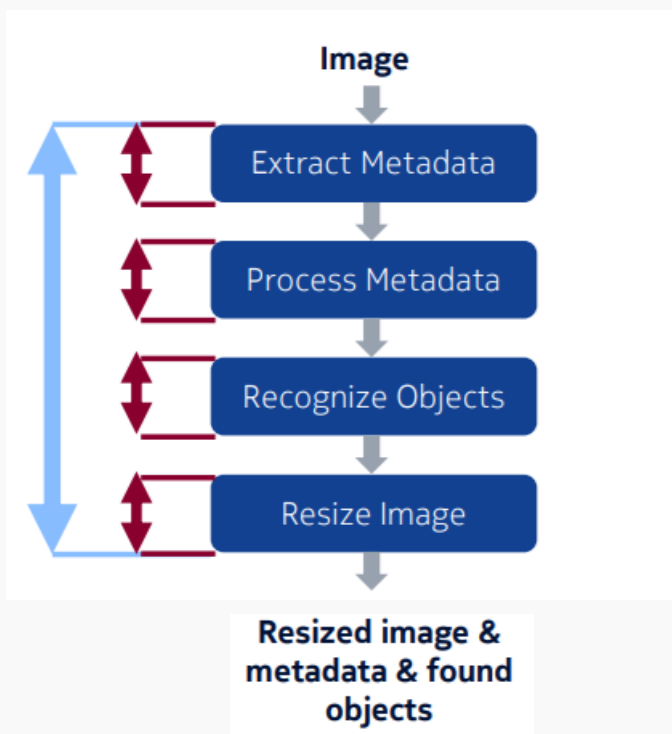 Image
Extract Metadata
Process Metadata
Recognize Objects
Resize Image
Resized image &
metadata & found
objects